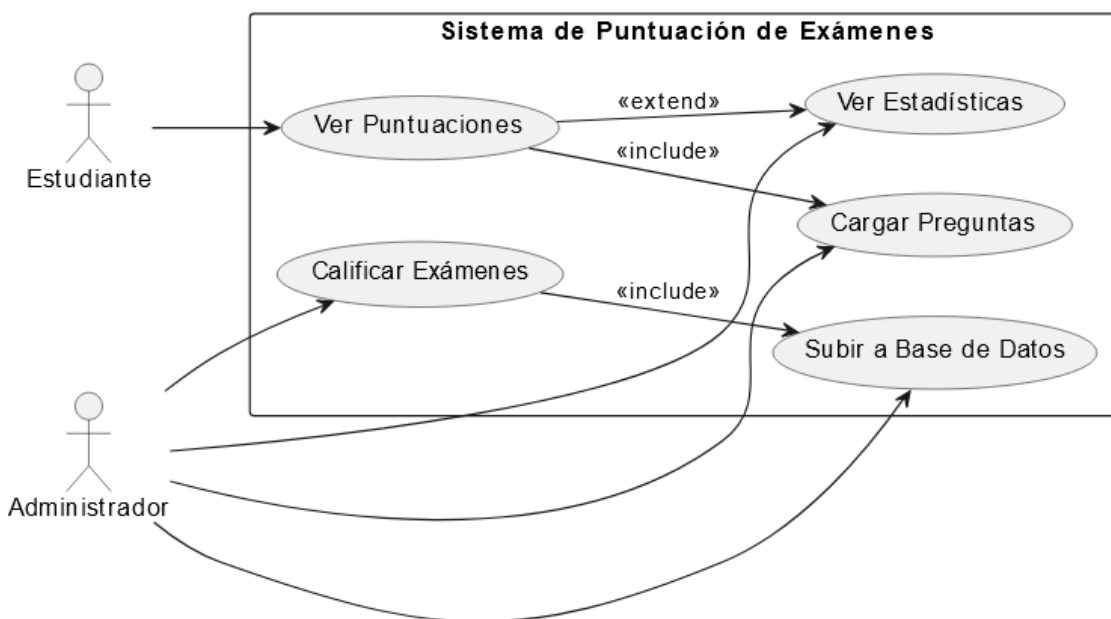 Sistema de Puntuación de Exámenes
Estudiante
Ver Puntuaciones
«extend»
Ver Estadísticas
«include»
Cargar Preguntas
Calificar Exámenes
«include»
Subir a Base de Datos
Administrador